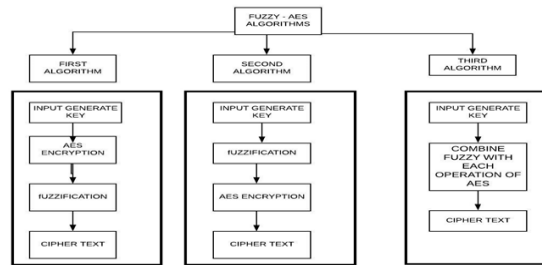 FUZZY - AES
ALGORITHMS
FIRST
ALGORITHM
SECOND
ALGORITHM
THIRD
ALGORITHM
INPUT GENERATE
KEY
AES
ENCRYPTION
fUZZIFICATION
CIPHER TEXT
INPUT GENERATE
KEY
fUZZIFICATION
AES ENCRYPTION
CIPHER TEXT
INPUT GENERATE
KEY
COMBINE
FUZZY WITH
EACH
OPERATION OF
AES
CIPHER TEXT